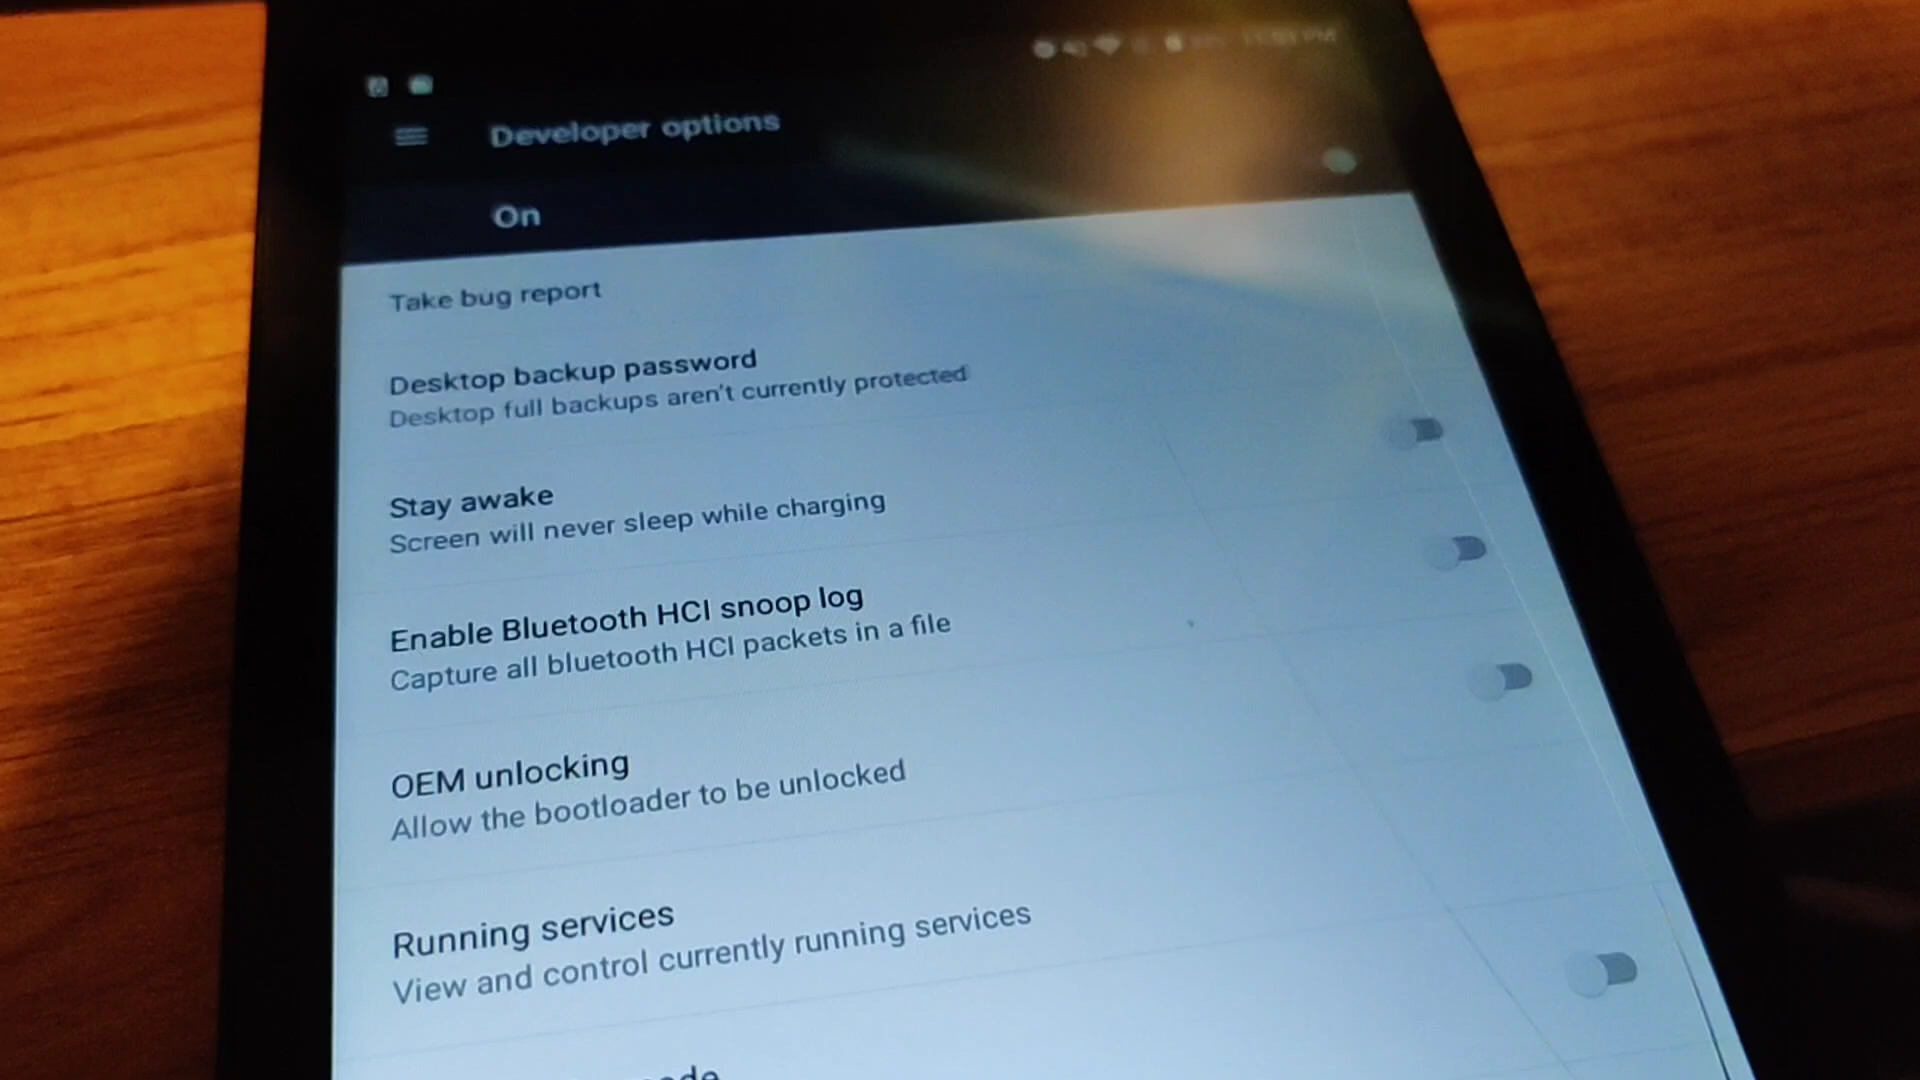 Developer options
On
Take bug report
Desktop backup password
Desktop full backups aren't currently protected
Stay awake
Screen will never sleep while charging
Enable Bluetooth HCI snoop log
Capture all bluetooth HCI packets in a file
OEM unlocking
Allow the bootloader to be unlocked
Running services
View and control currently running services